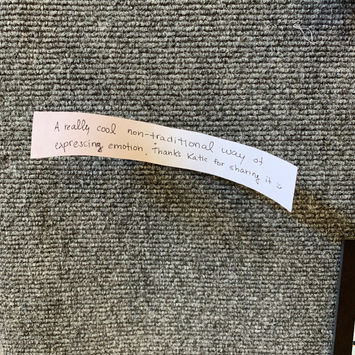 A really cool non-traditional way of
expressing emotion. Thanks Katie for sharing it :)